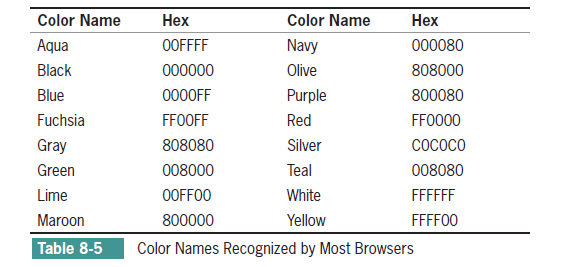 Color Name Hex Color Name Hex
Aqua 00FFFF Navy 000080
Black 000000 Olive 808000
Blue 0000FF Purple 800080
Fuchsia FF00FF Red FF0000
Gray 808080 Silver C0C0C0
Green 008000 Teal 008080
Lime 00FF00 White FFFFFF
Maroon 800000 Yellow FFFF00
Table 8-5 Color Names Recognized by Most Browsers